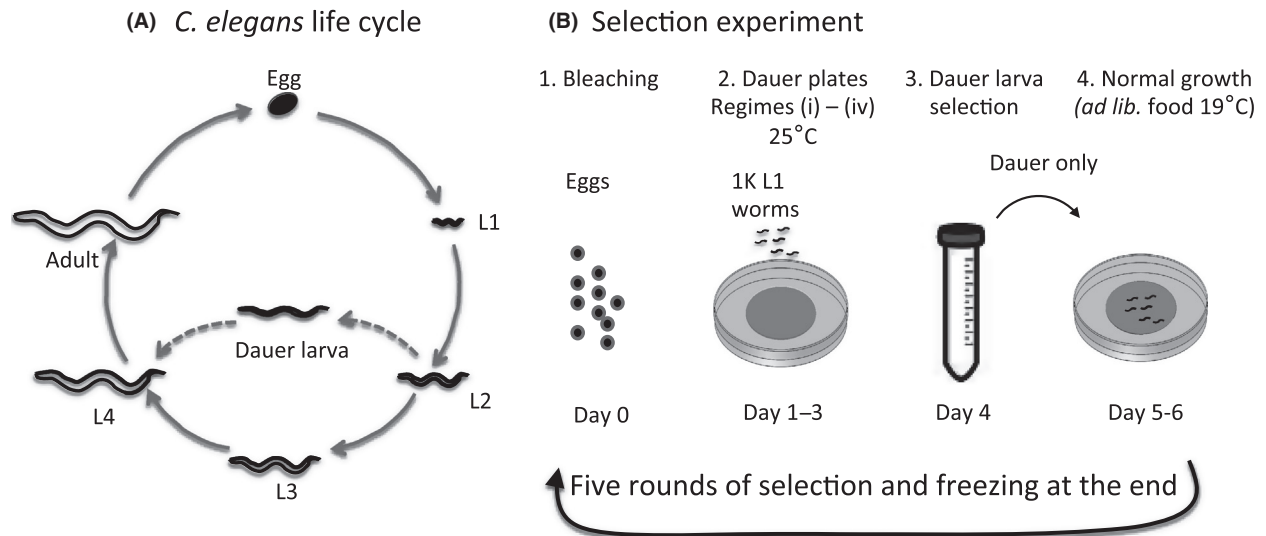 (A) C. elegans life cycle
Egg
L1
Adult
Dauer larva
L2
L4
L3
(B) Selection experiment
1. Bleaching
2. Dauer plates
Regimes (i) – (iv)
25°C
3. Dauer larva
selection
4. Normal growth
(ad lib. food 19°C)
Eggs
1K L1
worms
Dauer only
Day 0
Day 1–3
Day 4
Day 5-6
Five rounds of selection and freezing at the end